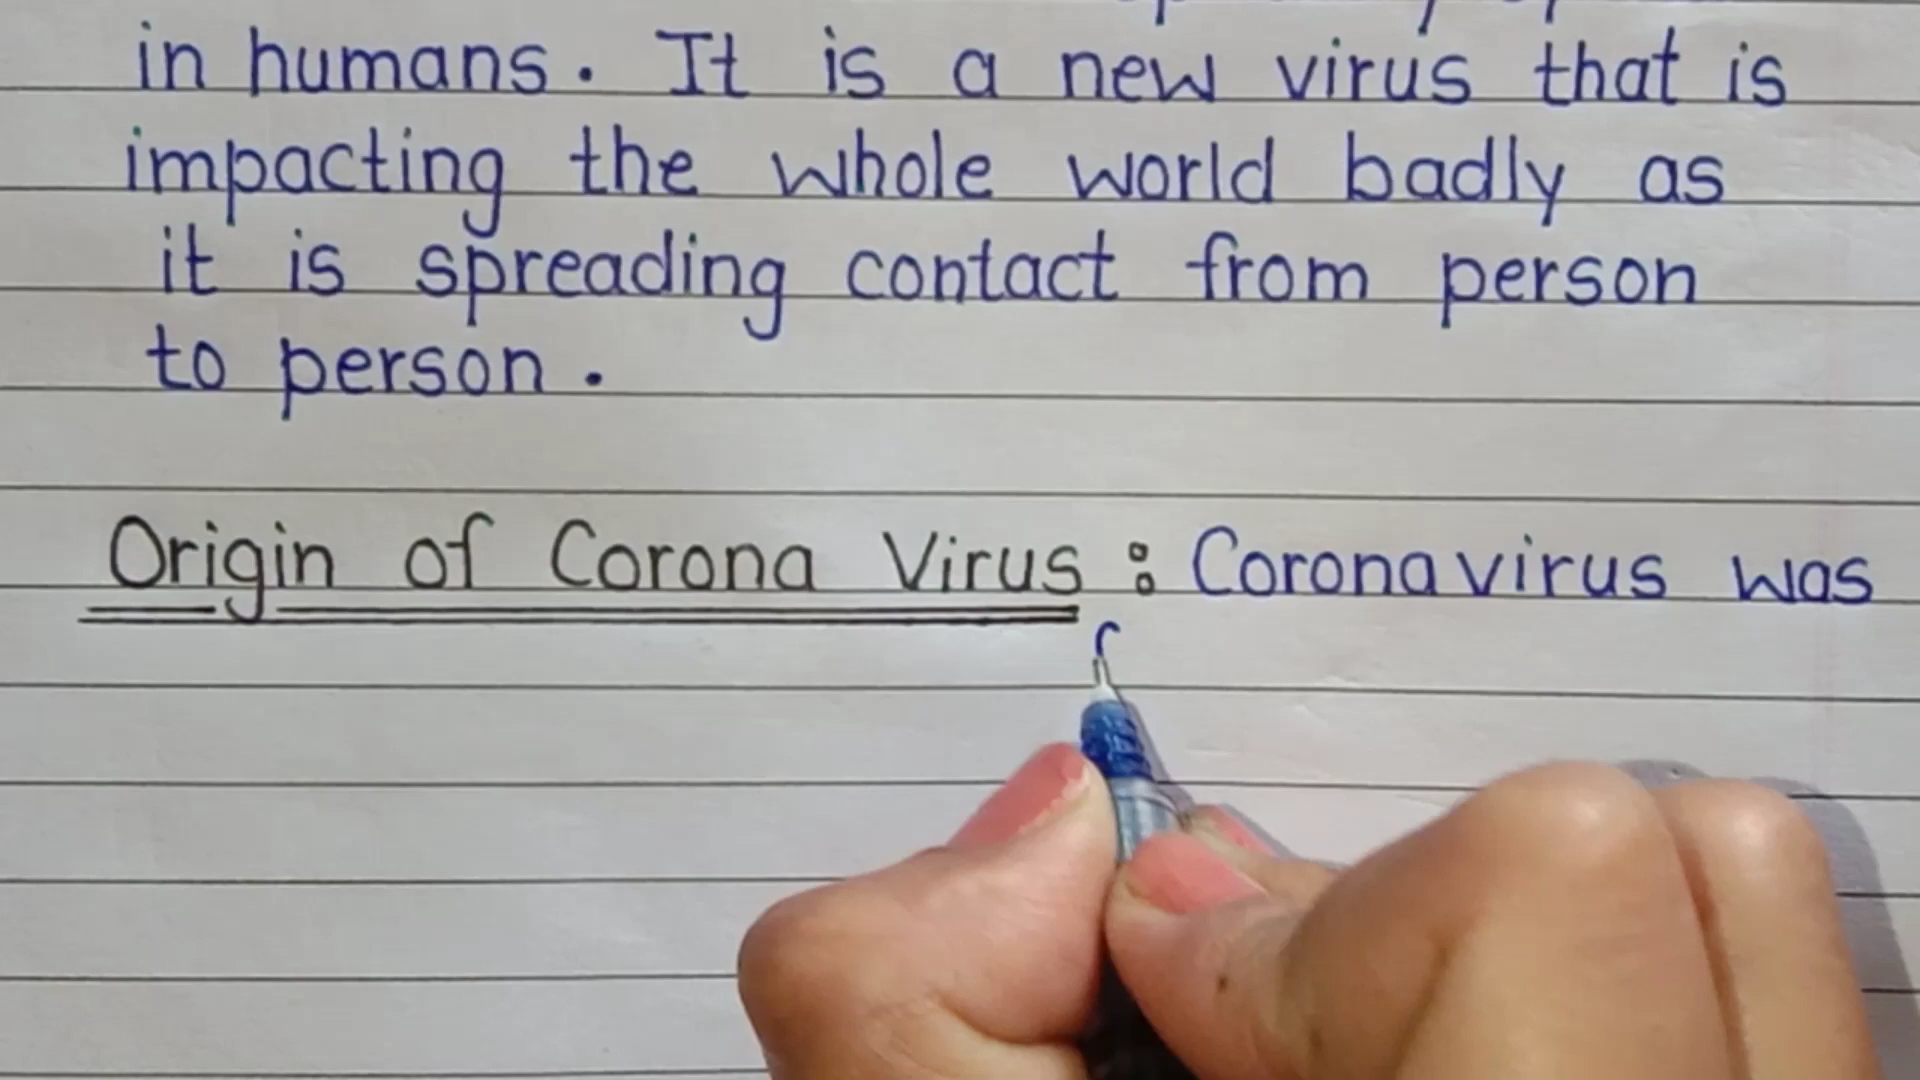 in humans. It is a new virus that is
impacting the whole world badly as
it is spreading contact from person
to person.
Origin of Corona Virus : Coronavirus was